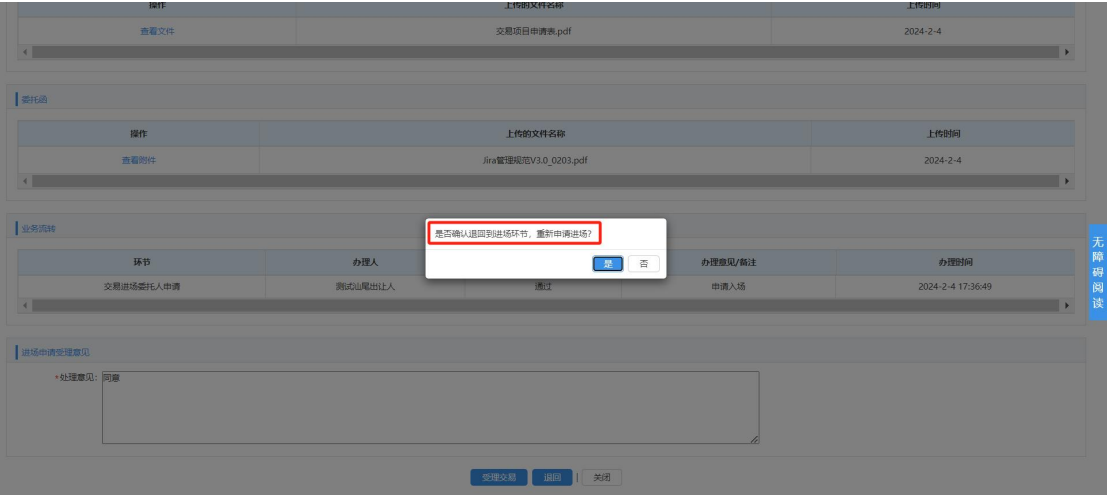 操作 上传的文件名称 上传时间
查看文件 交易项目申请表.pdf 2024-2-4
委托函
操作 上传的文件名称 上传时间
查看附件 Jira管理规范V3.0_0203.pdf 2024-2-4
业务流转
是否确认退回到进场环节，重新申请进场？
是 否
环节 办理人 办理意见/备注 办理时间
交易进场委托人申请 测试汕尾出让人 通过 申请入场 2024-2-4 17:36:49
进场申请受理意见
*处理意见： 同意
受理交易 退回 | 关闭
无障碍阅读